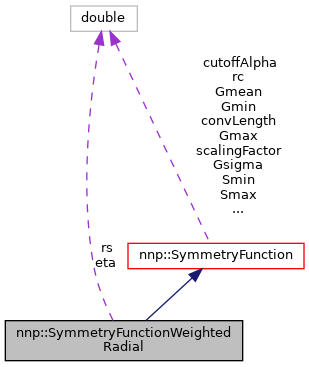 double
cutoffAlpha
rc
Gmean
Gmin
convLength
Gmax
scalingFactor
Gsigma
Smin
Smax
...
rs
eta
nnp::SymmetryFunction
nnp::SymmetryFunctionWeighted
Radial